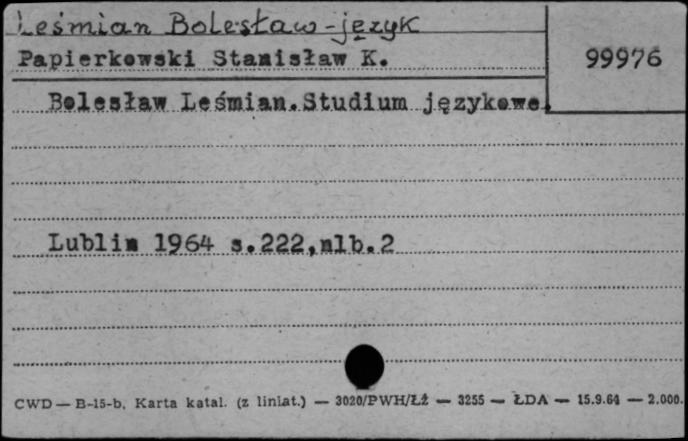 Leśmian Bolesław-język
Papierkowski Stanisław K.
99976
Bolesław Leśmian.Studium językowe.
Lublin 1964 s.222,nlb.2
CWD — B-15-b, Karta katal. (z liniat.) — 3020/PWH/ŁŻ — 3255 — ŁDA — 15.9.64 — 2.000.